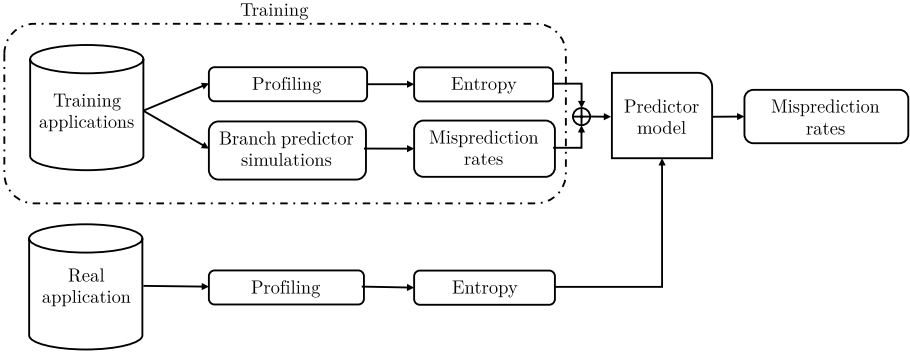 Training
Training
applications
Profiling
Entropy
Branch predictor
simulations
Misprediction
rates
Predictor
model
Misprediction
rates
Real
application
Profiling
Entropy